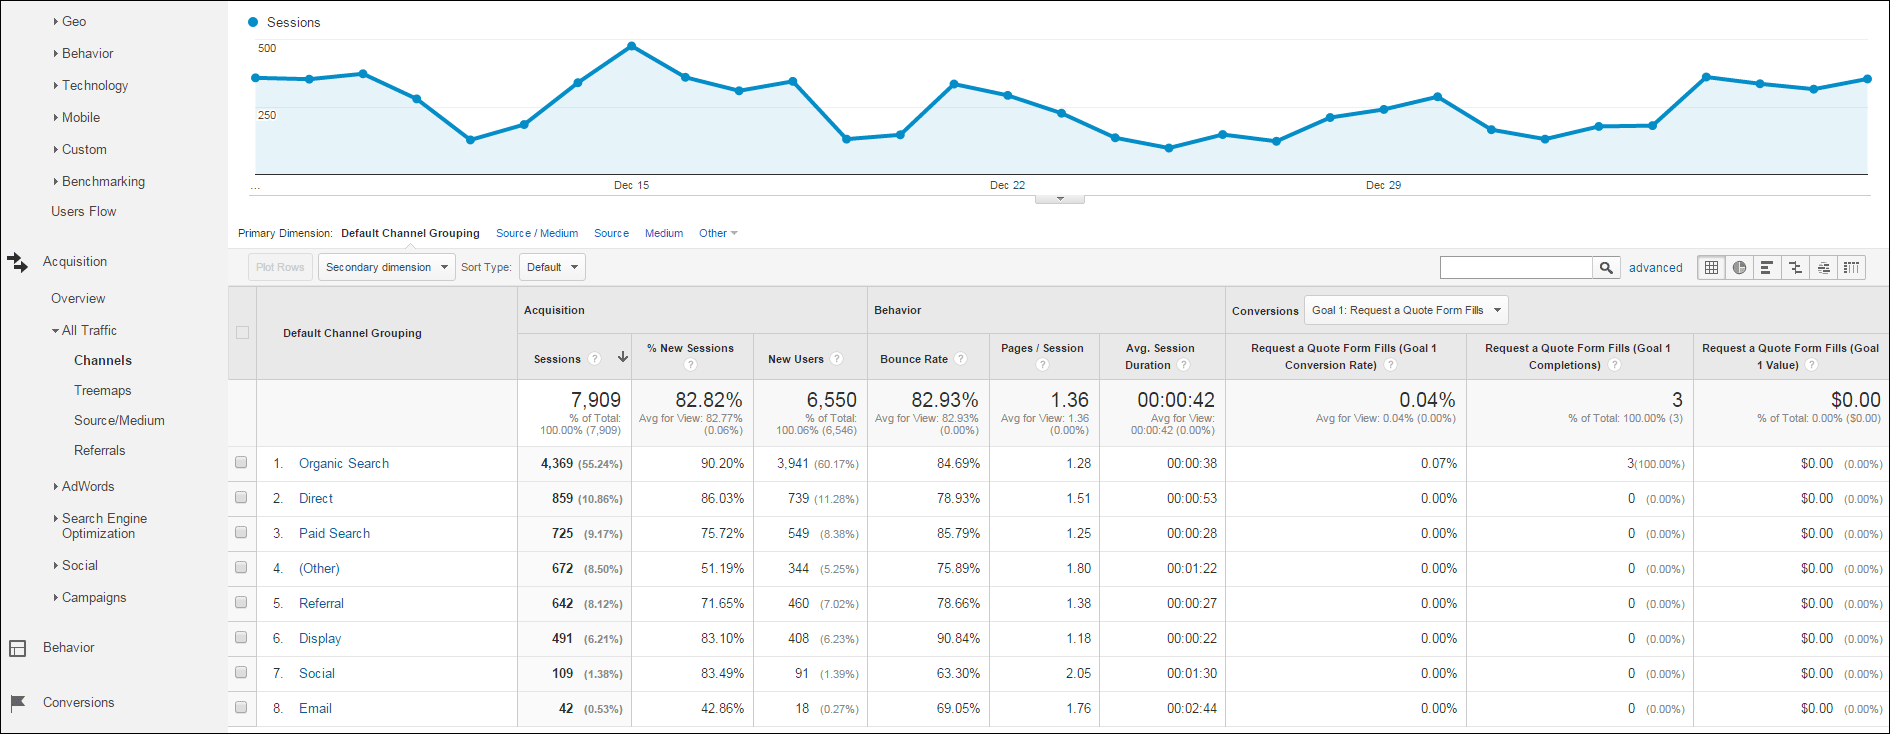 Geo
Behavior
Technology
Mobile
Custom
Benchmarking
Users Flow
Acquisition
Overview
All Traffic
Channels
Treemaps
Source/Medium
Referrals
AdWords
Search Engine
Optimization
Social
Campaigns
Behavior
Conversions
Sessions
500
250
... Dec 15 Dec 22 Dec 29
Primary Dimension: Default Channel Grouping Source / Medium Source Medium Other
Plot Rows Secondary dimension Sort Type: Default advanced
Default Channel Grouping
Acquisition Behavior Conversions Goal 1: Request a Quote Form Fills
Sessions ?
% New Sessions
?
New Users ?
Bounce Rate ?
Pages / Session
?
Avg. Session
Duration ?
Request a Quote Form Fills (Goal 1
Conversion Rate) ?
Request a Quote Form Fills (Goal 1
Completions) ?
Request a Quote Form Fills (Goal
1 Value) ?
7,909
% of Total:
100.00% (7,909)
82.82%
Avg for View: 82.77%
(0.06%)
6,550
% of Total:
100.06% (6,546)
82.93%
Avg for View: 82.93%
(0.00%)
1.36
Avg for View: 1.36
(0.00%)
00:00:42
Avg for View:
00:00:42 (0.00%)
0.04%
Avg for View: 0.04% (0.00%)
3
% of Total: 100.00% (3)
$0.00
% of Total: 0.00% ($0.00)
1. Organic Search 4,369 (55.24%) 90.20% 3,941 (60.17%) 84.69% 1.28 00:00:38 0.07% 3(100.00%) $0.00 (0.00%)
2. Direct 859 (10.86%) 86.03% 739 (11.28%) 78.93% 1.51 00:00:53 0.00% 0 (0.00%) $0.00 (0.00%)
3. Paid Search 725 (9.17%) 75.72% 549 (8.38%) 85.79% 1.25 00:00:28 0.00% 0 (0.00%) $0.00 (0.00%)
4. (Other) 672 (8.50%) 51.19% 344 (5.25%) 75.89% 1.80 00:01:22 0.00% 0 (0.00%) $0.00 (0.00%)
5. Referral 642 (8.12%) 71.65% 460 (7.02%) 78.66% 1.38 00:00:27 0.00% 0 (0.00%) $0.00 (0.00%)
6. Display 491 (6.21%) 83.10% 408 (6.23%) 90.84% 1.18 00:00:22 0.00% 0 (0.00%) $0.00 (0.00%)
7. Social 109 (1.38%) 83.49% 91 (1.39%) 63.30% 2.05 00:01:30 0.00% 0 (0.00%) $0.00 (0.00%)
8. Email 42 (0.53%) 42.86% 18 (0.27%) 69.05% 1.76 00:02:44 0.00% 0 (0.00%) $0.00 (0.00%)